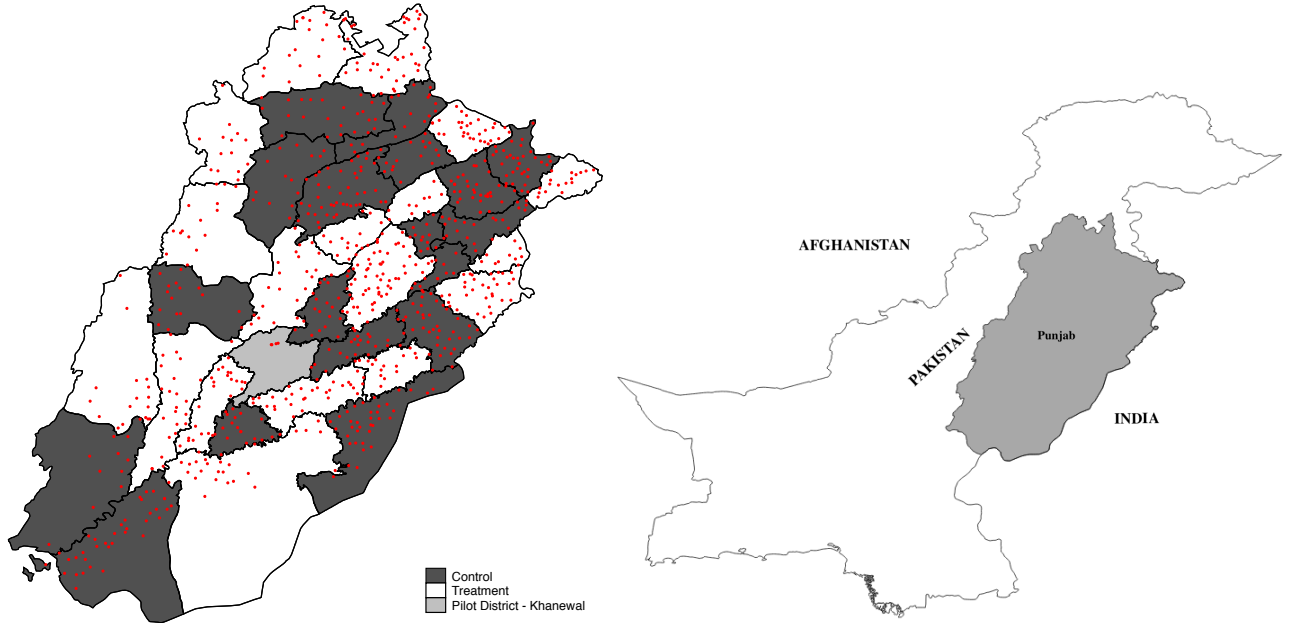 Control
Treatment
Pilot District - Khanewal
AFGHANISTAN
PAKISTAN
Punjab
INDIA